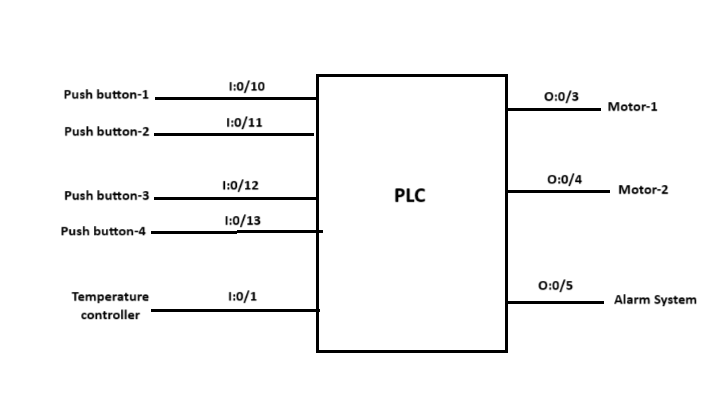 Push button-1
I:0/10
Push button-2
I:0/11
Push button-3
I:0/12
Push button-4
I:0/13
Temperature
controller
I:0/1
PLC
O:0/3
Motor-1
O:0/4
Motor-2
O:0/5
Alarm System